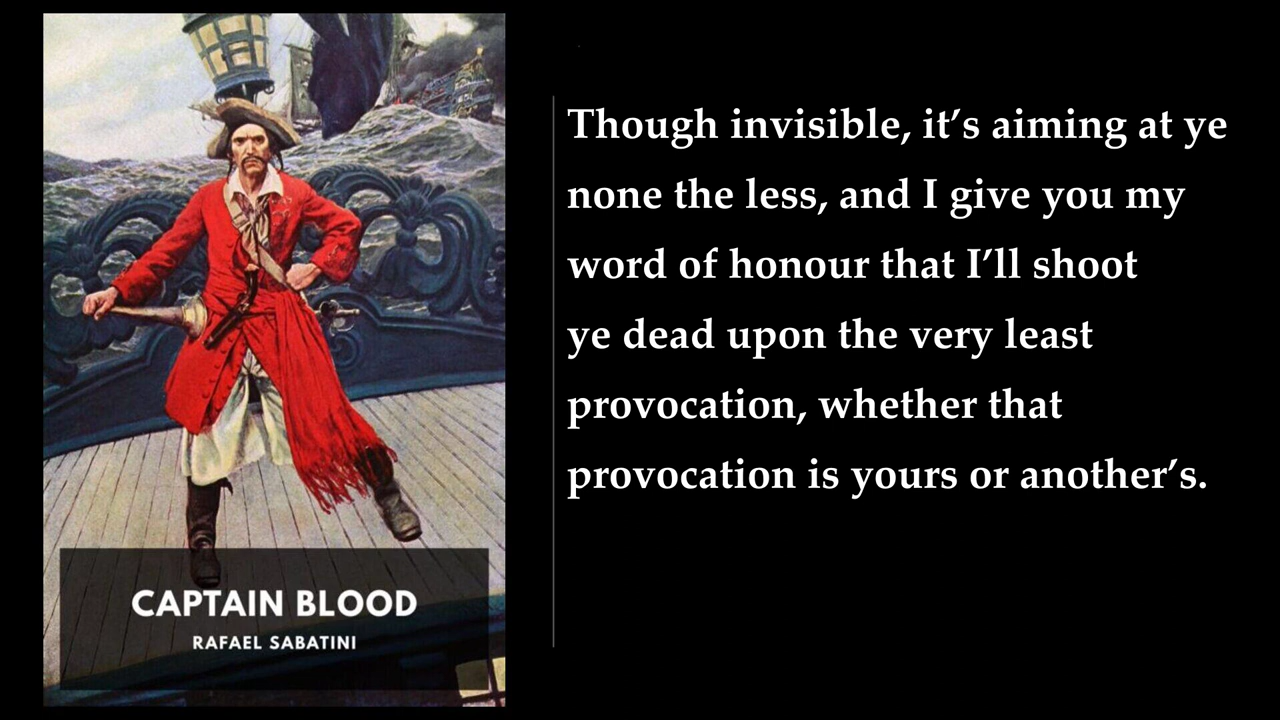 Though invisible, it’s aiming at ye
none the less, and I give you my
word of honour that I’ll shoot
ye dead upon the very least
provocation, whether that
provocation is yours or another’s.
CAPTAIN BLOOD
RAFAEL SABATINI